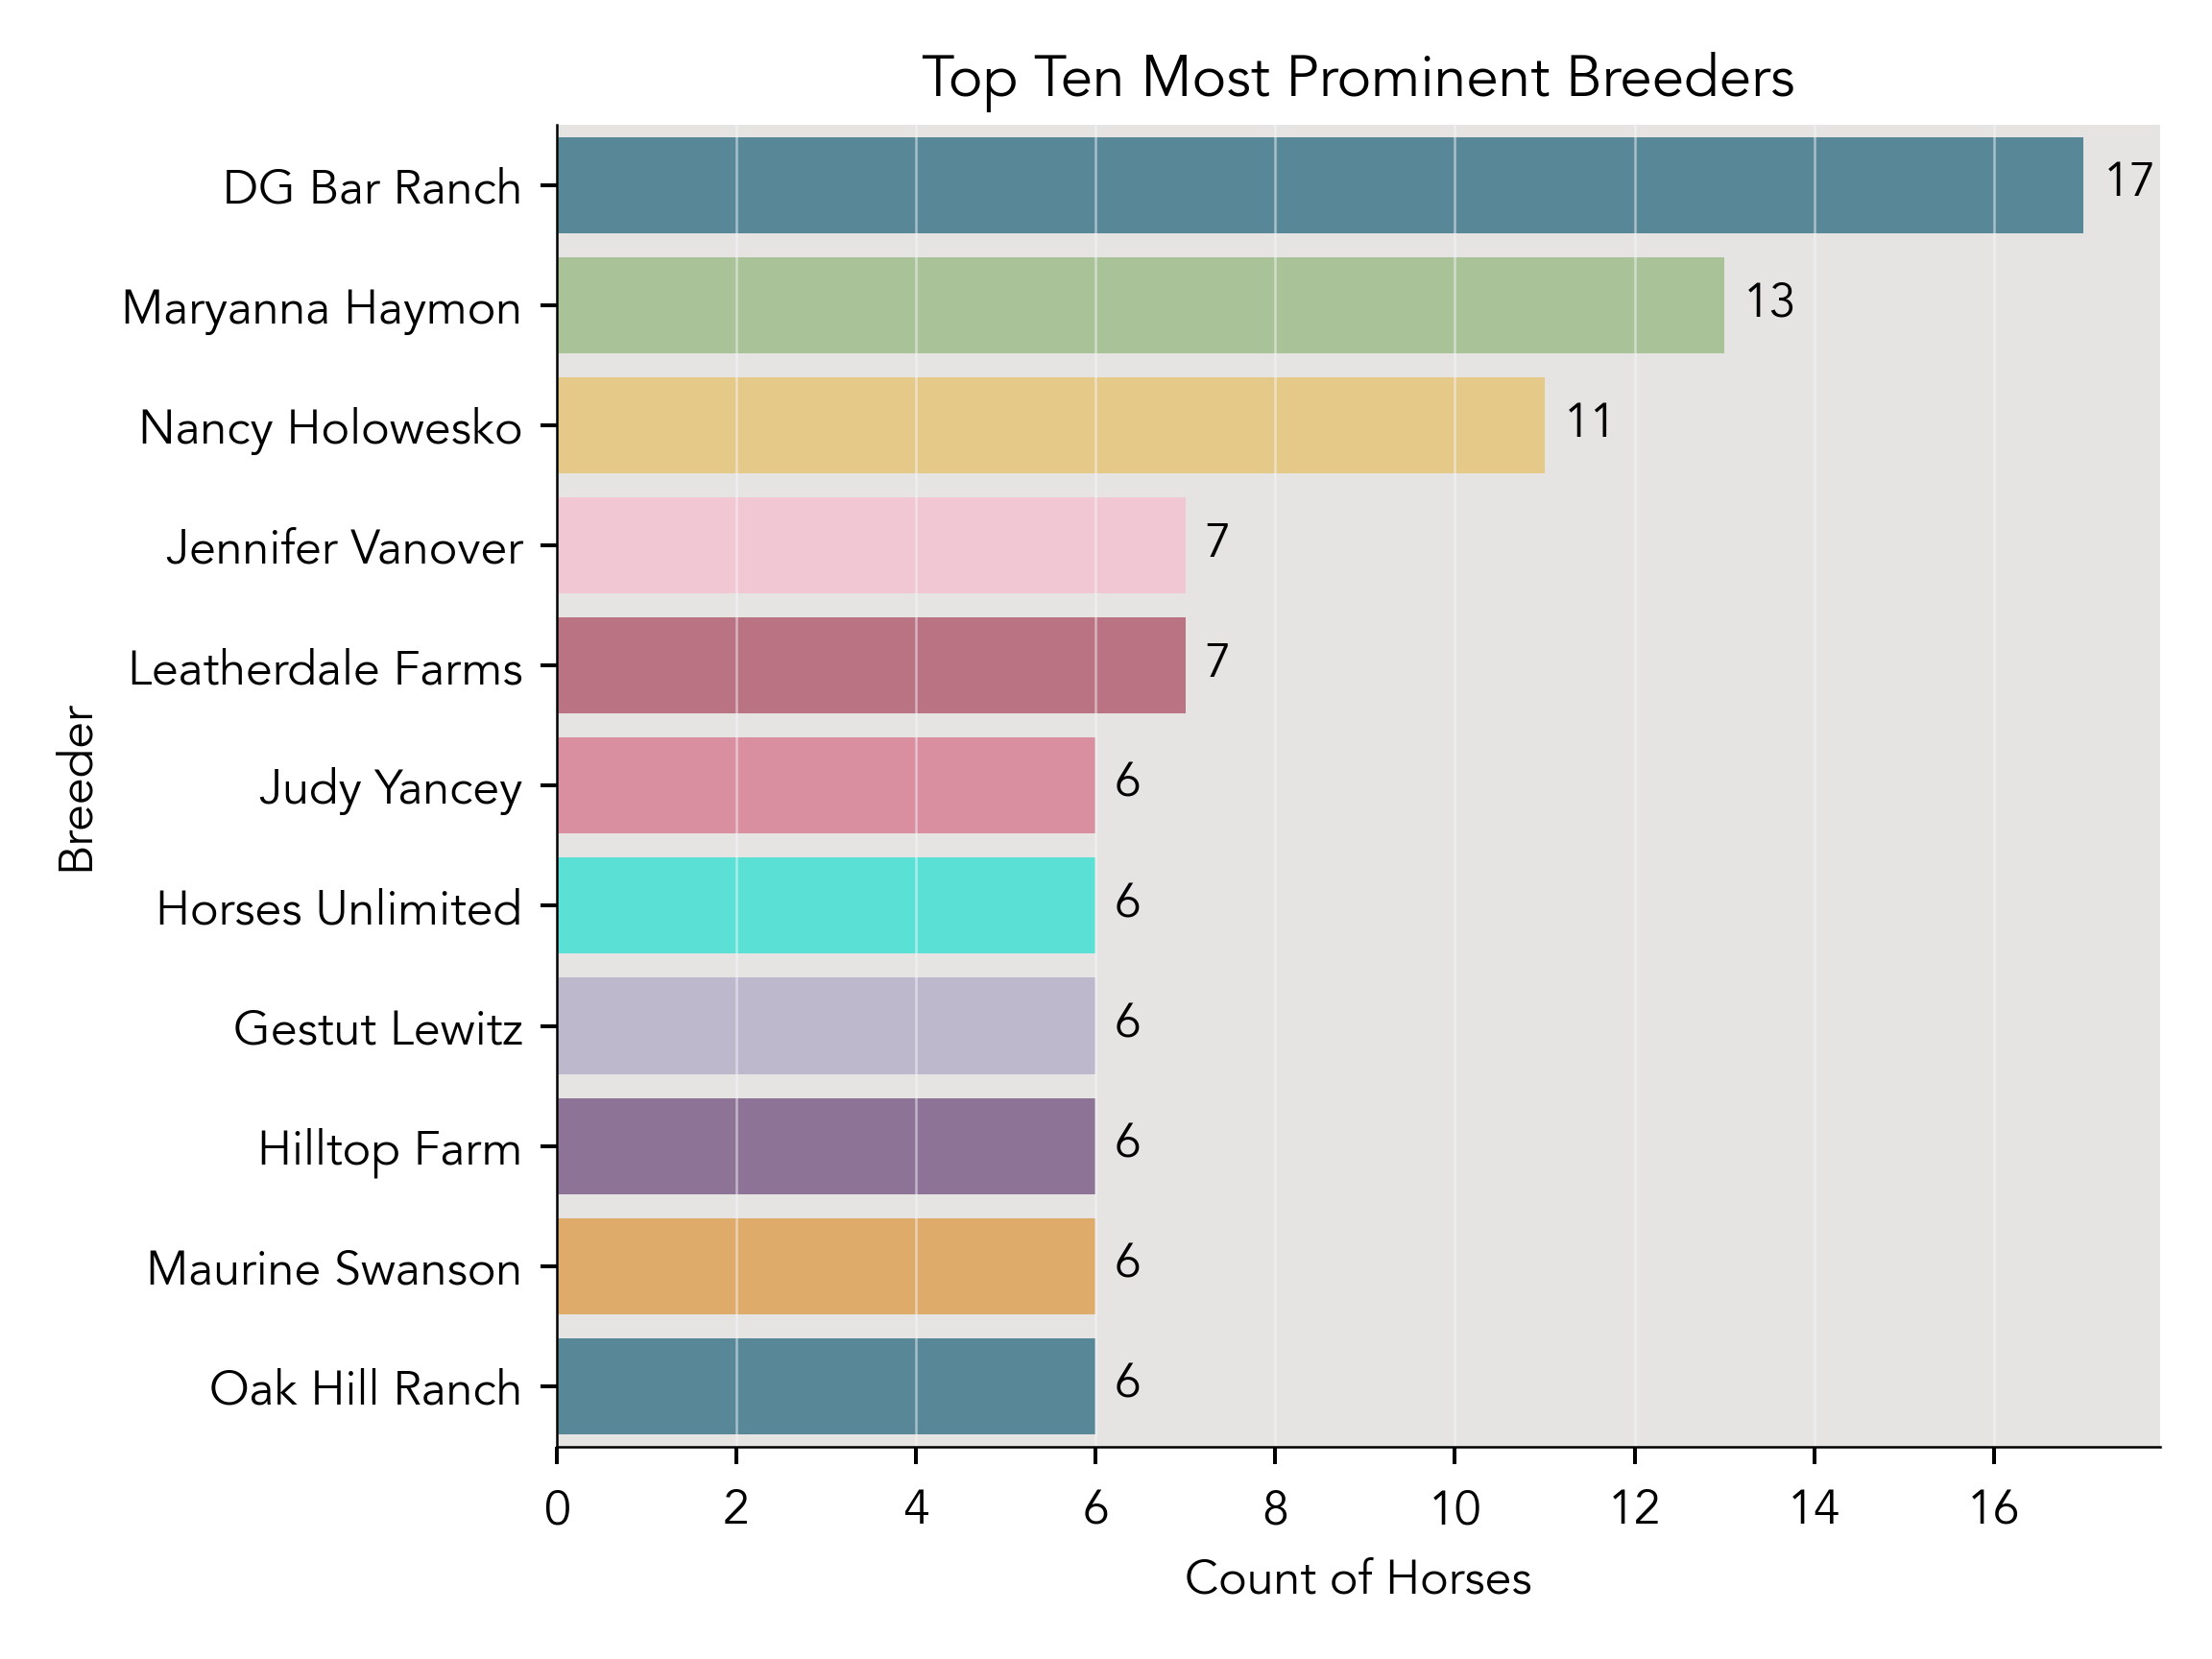 Top Ten Most Prominent Breeders
DG Bar Ranch 17
Maryanna Haymon 13
Nancy Holowesko 11
Jennifer Vanover 7
Leatherdale Farms 7
Judy Yancey 6
Horses Unlimited 6
Gestut Lewitz 6
Hilltop Farm 6
Maurine Swanson 6
Oak Hill Ranch 6
Breeder
0 2 4 6 8 10 12 14 16
Count of Horses